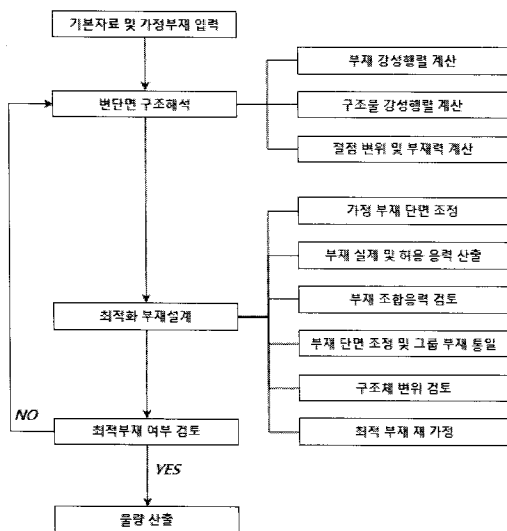 기본자료 및 가정부재 입력
변단면 구조해석
부재 강성행렬 계산
구조물 강성행렬 계산
절점 변위 및 부재력 계산
가정 부재 단면 조정
부재 실제 및 허용 응력 산출
부재 조합응력 검토
부재 단면 조정 및 그룹 부재 통일
구조체 변위 검토
최적 부재 재 가정
최적화 부재설계
NO
최적부재 여부 검토
YES
물량 산출